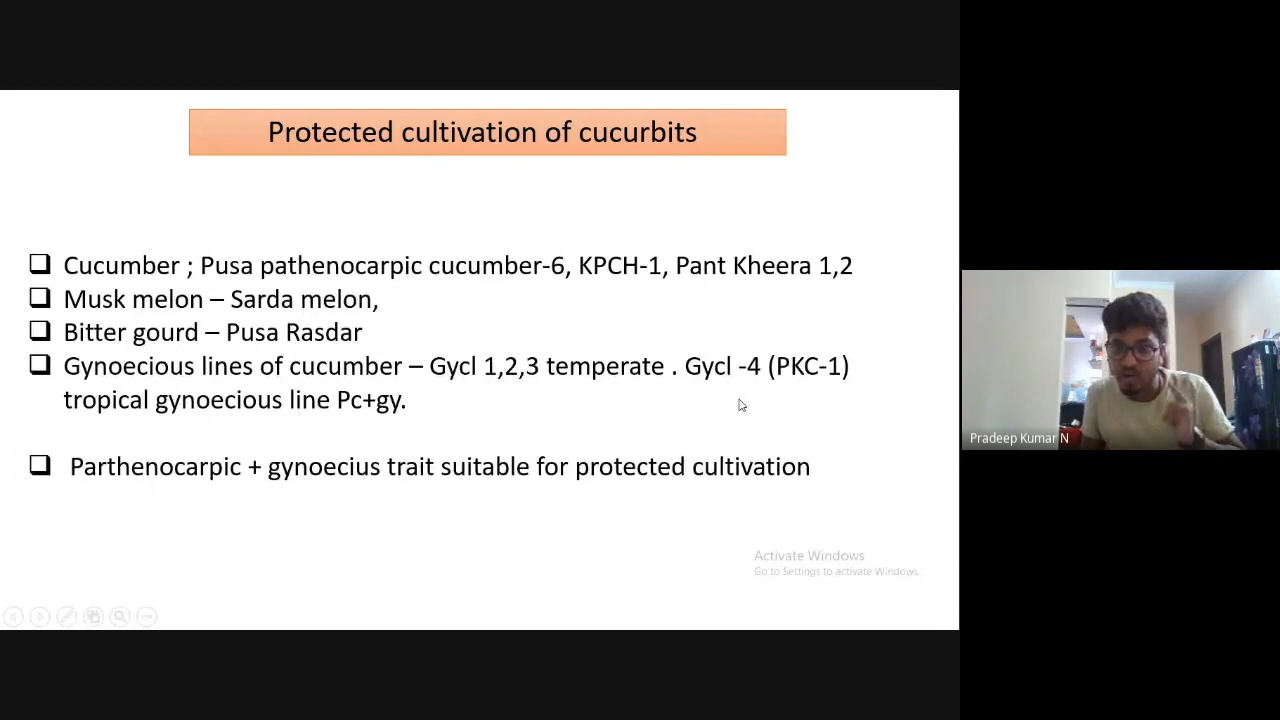 Protected cultivation of cucurbits
Cucumber ; Pusa pathenocarpic cucumber-6, KPCH-1, Pant Kheera 1,2
Musk melon – Sarda melon,
Bitter gourd – Pusa Rasdar
Gynoecious lines of cucumber – Gycl 1,2,3 temperate . Gycl -4 (PKC-1)
tropical gynoecious line Pc+gy.
Parthenocarpic + gynoecius trait suitable for protected cultivation
Activate Windows
Go to Settings to activate Windows.
Pradeep Kumar N